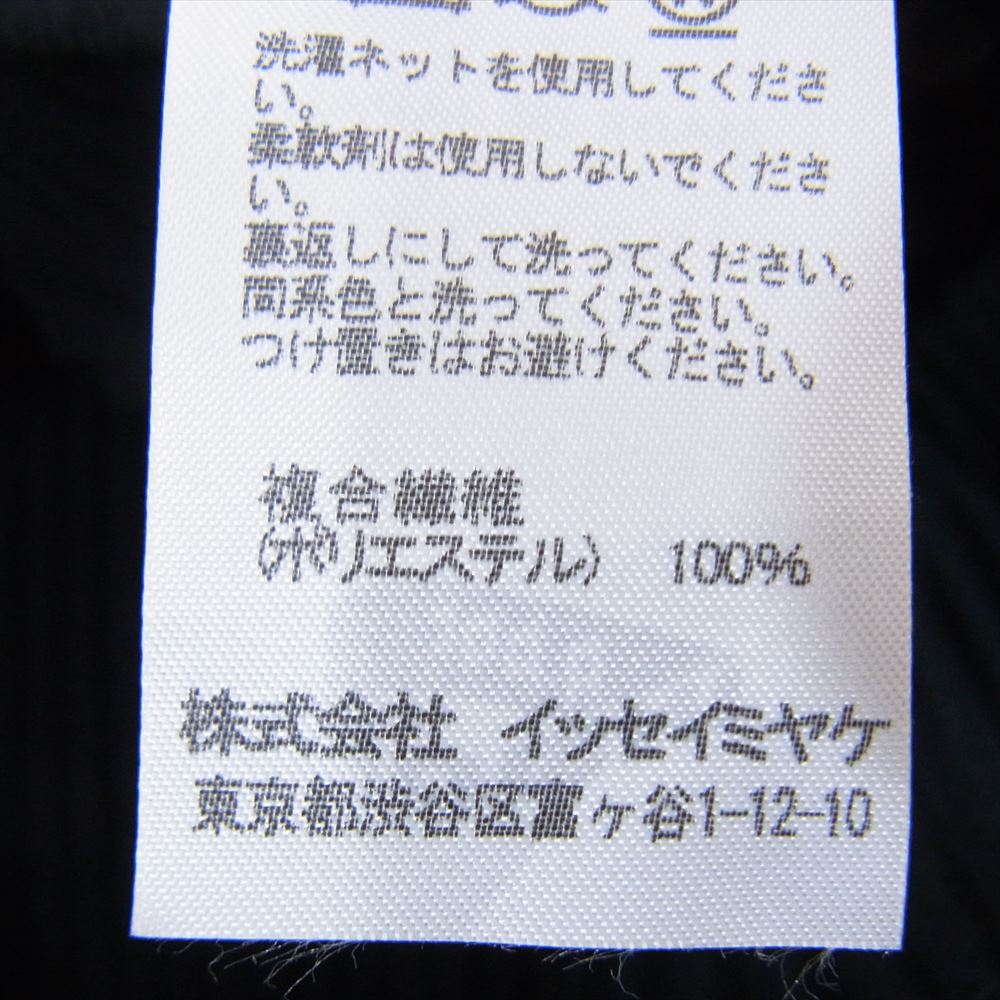 洗濯ネットを使用してくださ
い。
柔軟剤は使用しないでくださ
い。
裏返しにして洗ってください。
同系色と洗ってください。
つけ置きはお避けください。
複合繊維
(ポリエステル) 100%
株式会社 イッセイミヤケ
東京都渋谷区富ヶ谷1-12-10